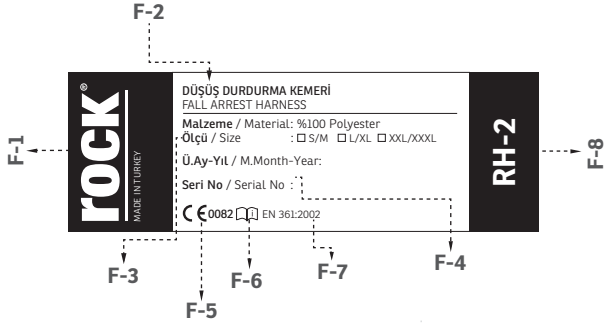 F-2
rock®
MADE IN TURKEY
DÜŞÜŞ DURDURMA KEMERİ
FALL ARREST HARNESS
Malzeme / Material: %100 Polyester
Ölçü / Size : ☐ S/M ☐ L/XL ☐ XXL/XXXL
Ü.Ay-Yıl / M.Month-Year:
Seri No / Serial No :
CE 0082 i EN 361:2002
RH-2
F-1
F-8
F-3
F-5
F-6
F-7
F-4